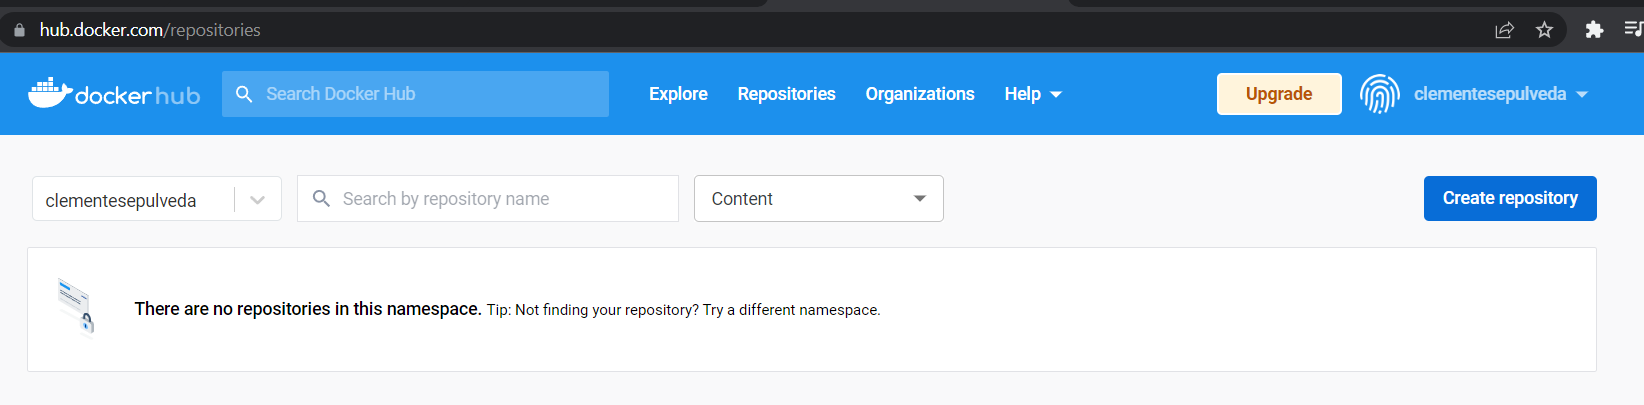 hub.docker.com/repositories
docker hub Search Docker Hub Explore Repositories Organizations Help Upgrade clementesepulveda
clementesepulveda Search by repository name Content Create repository
There are no repositories in this namespace. Tip: Not finding your repository? Try a different namespace.